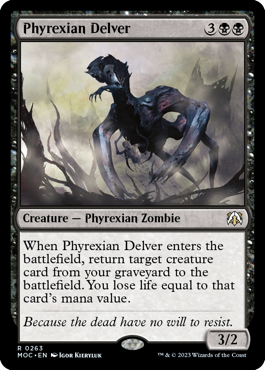 Phyrexian Delver 3
Creature — Phyrexian Zombie
When Phyrexian Delver enters the
battlefield, return target creature
card from your graveyard to the
battlefield. You lose life equal to that
card's mana value.
Because the dead have no will to resist.
3/2
R 0263
MOC • EN Igor Kieryluk ™ & © 2023 Wizards of the Coast